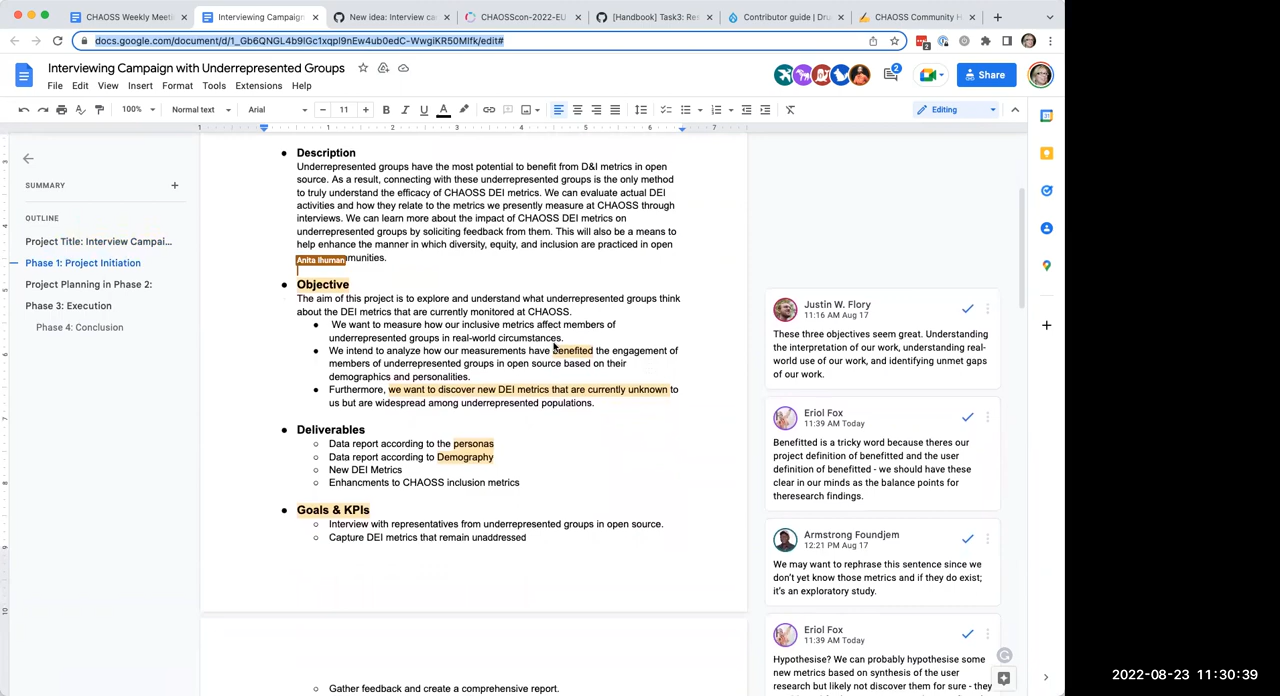 CHAOSS Weekly Meeti
Interviewing Campaign
New idea: Interview ca
CHAOSScon-2022-EU
[Handbook] Task3: Re
Contributor guide | Dru
CHAOSS Community H
docs.google.com/document/d/1_Gb6QNGL4b9lGc1xqpl9nEw4ub0edC-WwgiKR50Mlfk/edit#
2
Interviewing Campaign with Underrepresented Groups
File Edit View Insert Format Tools Extensions Help
2
Share
100% Normal text Arial 11 Editing
1 1 2 3 4 5 6 7
SUMMARY
OUTLINE
Project Title: Interview Campai...
Phase 1: Project Initiation
Project Planning in Phase 2:
Phase 3: Execution
Phase 4: Conclusion
Description
Underrepresented groups have the most potential to benefit from D&I metrics in open
source. As a result, connecting with these underrepresented groups is the only method
to truly understand the efficacy of CHAOSS DEI metrics. We can evaluate actual DEI
activities and how they relate to the metrics we presently measure at CHAOSS through
interviews. We can learn more about the impact of CHAOSS DEI metrics on
underrepresented groups by soliciting feedback from them. This will also be a means to
help enhance the manner in which diversity, equity, and inclusion are practiced in open
Anita Ihuman munities.
Objective
The aim of this project is to explore and understand what underrepresented groups think
about the DEI metrics that are currently monitored at CHAOSS.
We want to measure how our inclusive metrics affect members of
underrepresented groups in real-world circumstances.
We intend to analyze how our measurements have benefited the engagement of
members of underrepresented groups in open source based on their
demographics and personalities.
Furthermore, we want to discover new DEI metrics that are currently unknown to
us but are widespread among underrepresented populations.
Deliverables
Data report according to the personas
Data report according to Demography
New DEI Metrics
Enhancments to CHAOSS inclusion metrics
Goals & KPIs
Interview with representatives from underrepresented groups in open source.
Capture DEI metrics that remain unaddressed
Gather feedback and create a comprehensive report.
Justin W. Flory
11:16 AM Aug 17
These three objectives seem great. Understanding
the interpretation of our work, understanding real-
world use of our work, and identifying unmet gaps
of our work.
Eriol Fox
11:39 AM Today
Benefitted is a tricky word because theres our
project definition of benefitted and the user
definition of benefitted - we should have these
clear in our minds as the balance points for
theresearch findings.
Armstrong Foundjem
12:21 PM Aug 17
We may want to rephrase this sentence since we
don't yet know those metrics and if they do exist;
it's an exploratory study.
Eriol Fox
11:39 AM Today
Hypothesise? We can probably hypothesise some
new metrics based on synthesis of the user
research but likely not discover them for sure - they
2022-08-23 11:30:39